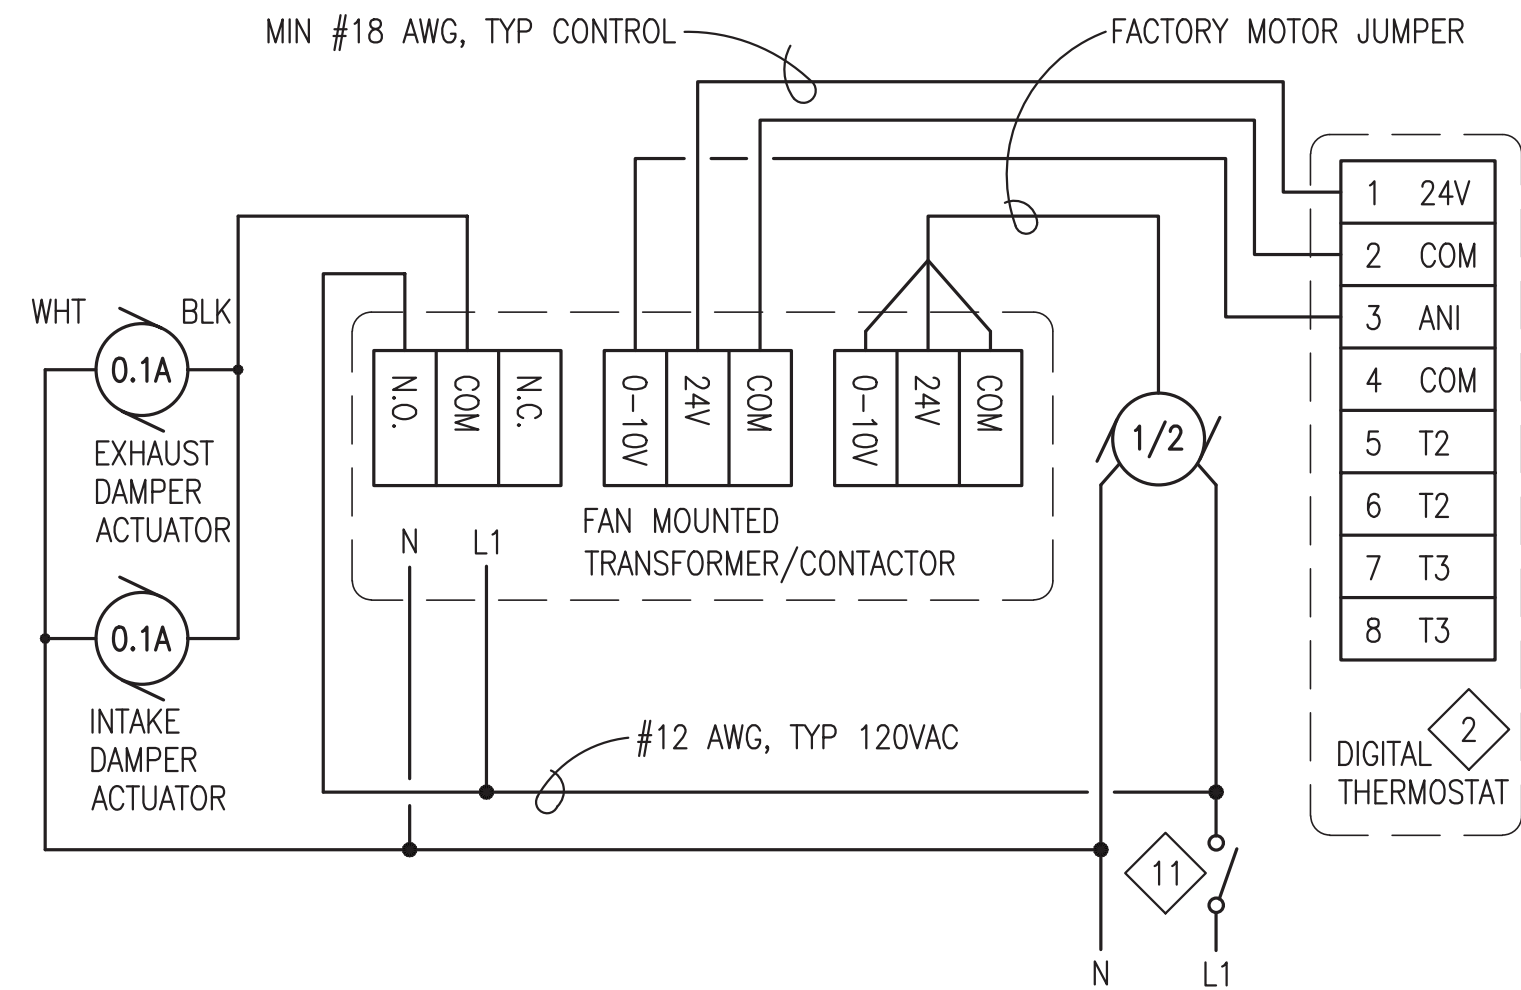 MIN #18 AWG, TYP CONTROL
FACTORY MOTOR JUMPER
WHT
BLK
0.1A
EXHAUST
DAMPER
ACTUATOR
0.1A
INTAKE
DAMPER
ACTUATOR
N.O.
COM
N.C.
0-10V
24V
COM
0-10V
24V
COM
N
L1
FAN MOUNTED
TRANSFORMER/CONTACTOR
#12 AWG, TYP 120VAC
1/2
1 24V
2 COM
3 ANI
4 COM
5 T2
6 T2
7 T3
8 T3
2
DIGITAL
THERMOSTAT
11
N
L1